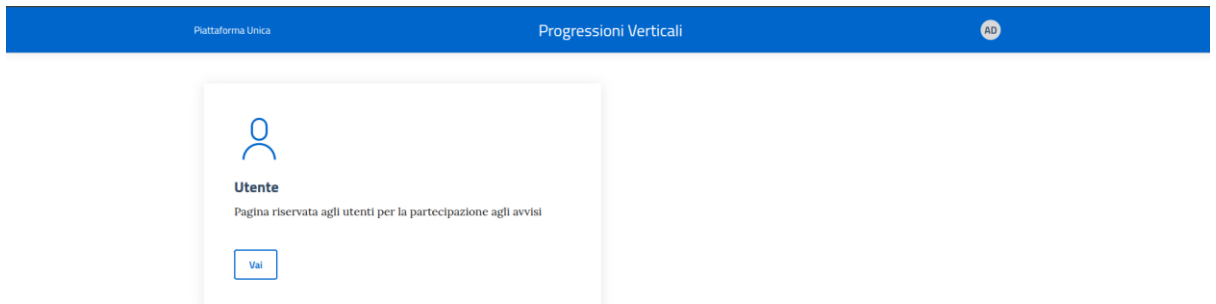 Piattaforma Unica
Progressioni Verticali
AD
Utente
Pagina riservata agli utenti per la partecipazione agli avvisi
Vai